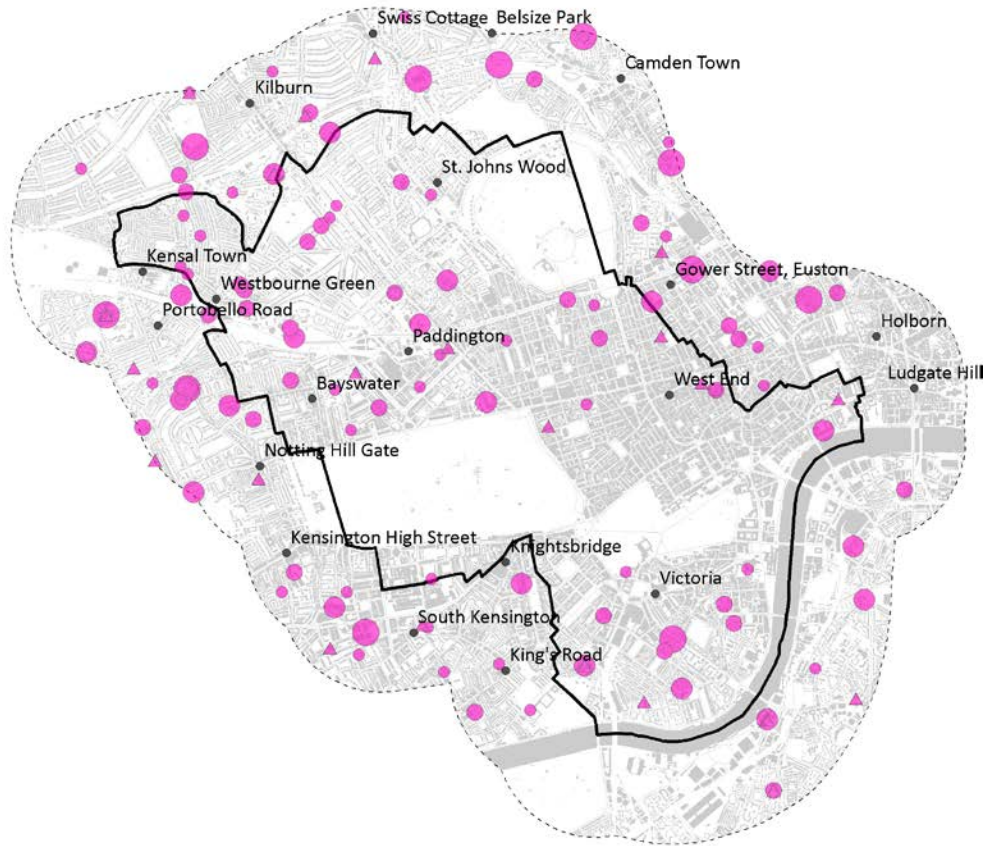 Swiss Cottage
Belsize Park
Camden Town
Kilburn
St. Johns Wood
Kensal Town
Gower Street, Euston
Westbourne Green
Portobello Road
Holborn
Paddington
Ludgate Hill
Bayswater
West End
Notting Hill Gate
Kensington High Street
Knightsbridge
Victoria
South Kensington
King's Road